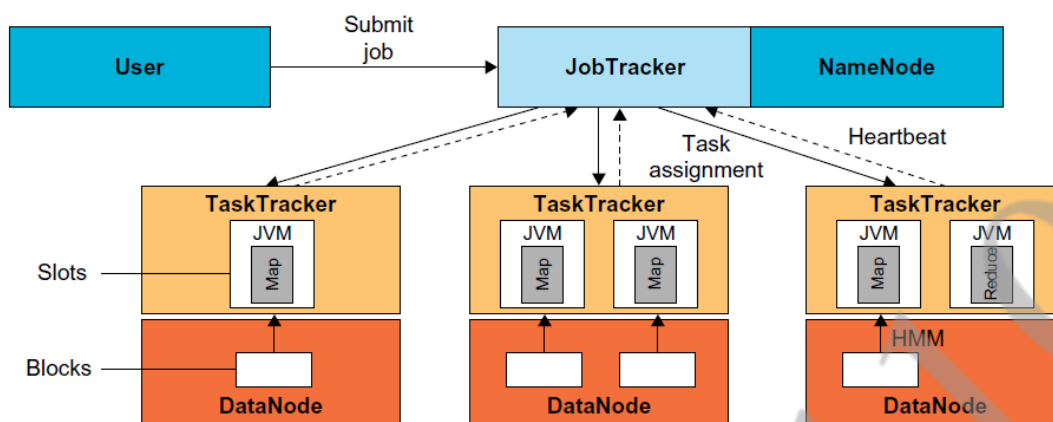 Submit
job
User
JobTracker
NameNode
Task
assignment
Heartbeat
TaskTracker
TaskTracker
TaskTracker
JVM
JVM
JVM
JVM
JVM
Slots
Map
Map
Map
Map
Reduce
HMM
Blocks
DataNode
DataNode
DataNode